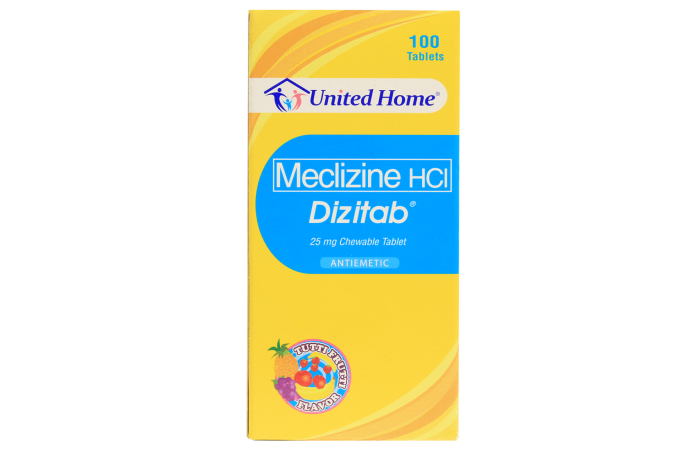 100
Tablets
United Home®
Meclizine HCl
Dizitab®
25 mg Chewable Tablet
ANTIEMETIC
TUTTI FRUTTI
FLAVOR